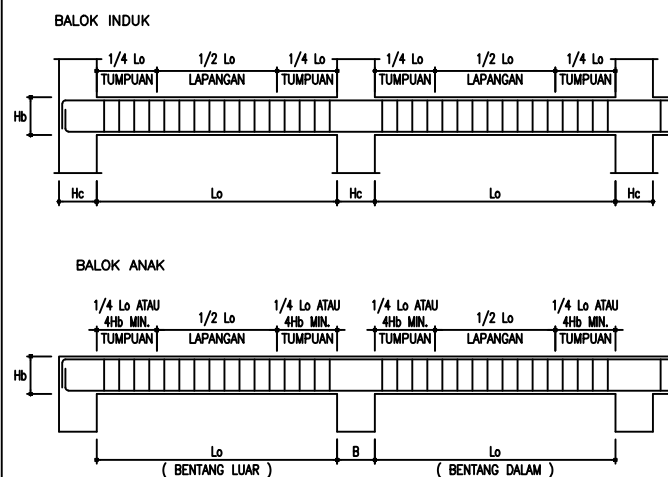 BALOK INDUK
1/4 Lo 1/2 Lo 1/4 Lo 1/4 Lo 1/2 Lo 1/4 Lo
TUMPUAN LAPANGAN TUMPUAN TUMPUAN LAPANGAN TUMPUAN
Hb
Hc Lo Hc Lo Hc
BALOK ANAK
1/4 Lo ATAU 1/2 Lo 1/4 Lo ATAU 1/4 Lo ATAU 1/2 Lo 1/4 Lo ATAU
4Hb MIN. 4Hb MIN. 4Hb MIN. 4Hb MIN.
TUMPUAN LAPANGAN TUMPUAN TUMPUAN LAPANGAN TUMPUAN
Hb
Lo B Lo
( BENTANG LUAR ) ( BENTANG DALAM )